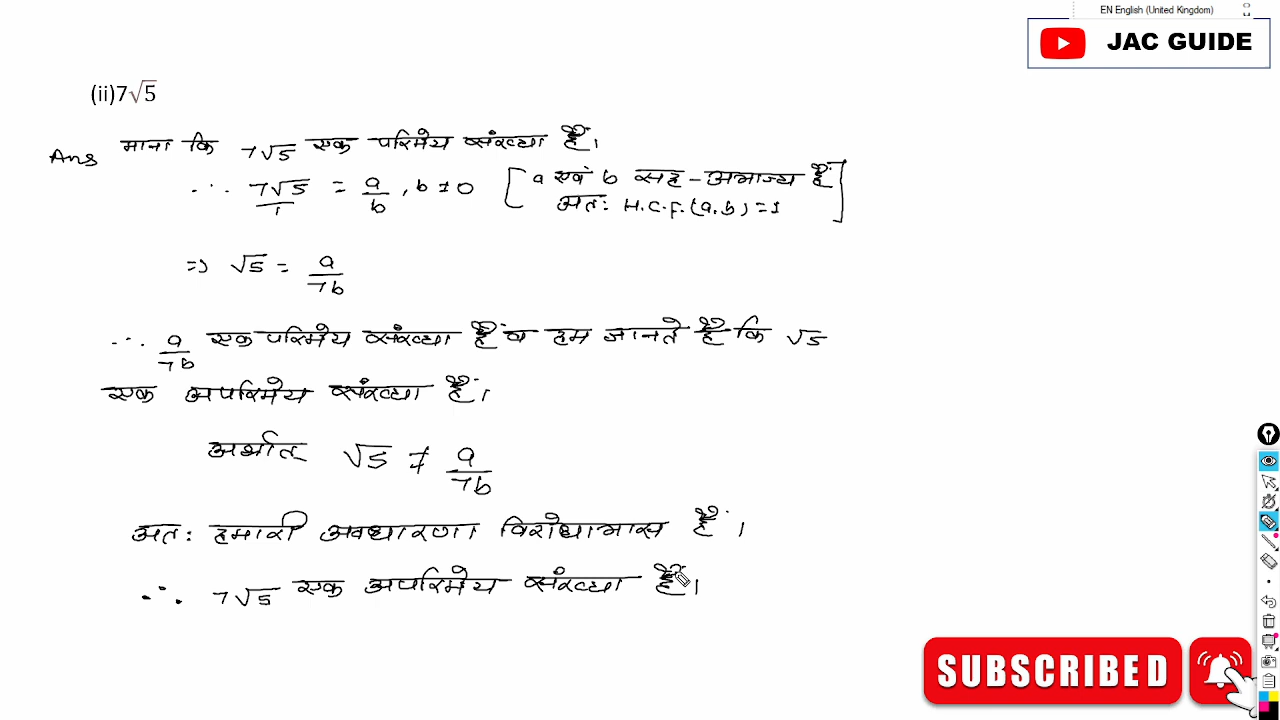 EN English (United Kingdom)
JAC GUIDE
(ii)7√5
Ans माना कि 7√5 एक परिमेय संख्या है।
∴ 7√5/1 = a/b , b ≠ 0 [a एवं b सह-अभाज्य हैं
अतः H.C.F.(a,b)=1]
=> √5 = a/7b
∴ a/7b एक परिमेय संख्या है व हम जानते है कि √5
एक अपरिमेय संख्या है।
अर्थात √5 ≠ a/7b
अतः हमारी अवधारणा विरोधाभास है।
∴ 7√5 एक अपरिमेय संख्या है।
SUBSCRIBED